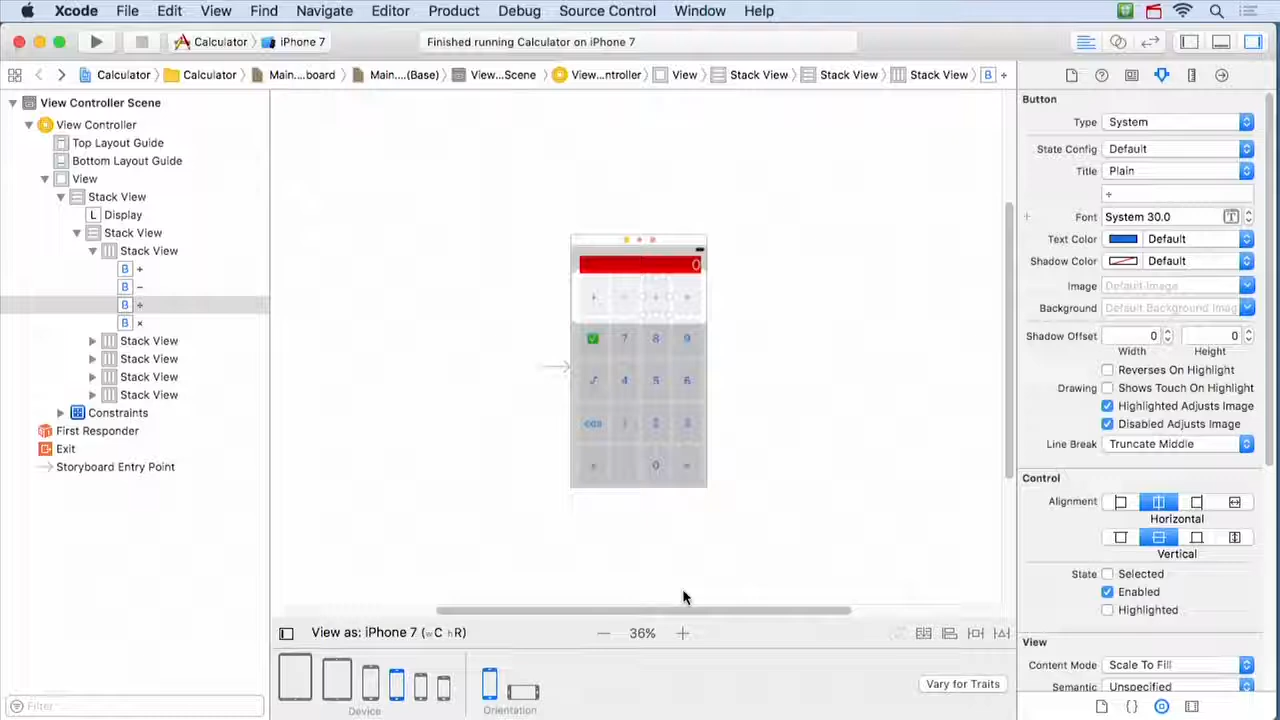 Xcode File Edit View Find Navigate Editor Product Debug Source Control Window Help
Calculator iPhone 7 Finished running Calculator on iPhone 7
Calculator Calculator Main....board Main....(Base) View...Scene View...ntroller View Stack View Stack View Stack View B ÷
View Controller Scene
View Controller
Top Layout Guide
Bottom Layout Guide
View
Stack View
L Display
Stack View
Stack View
B +
B −
B ÷
B ×
Stack View
Stack View
Stack View
Stack View
Constraints
First Responder
Exit
Storyboard Entry Point
Filter
0
7 8 9
√ 4 5 6
cos
0 =
View as: iPhone 7 (wC hR)
— 36% +
Device
Orientation
Vary for Traits
Button
Type System
State Config Default
Title Plain
÷
+ Font System 30.0 T
Text Color Default
Shadow Color Default
Image Default Image
Background Default Background Imag
Shadow Offset 0 0
Width Height
Reverses On Highlight
Drawing Shows Touch On Highlight
Highlighted Adjusts Image
Disabled Adjusts Image
Line Break Truncate Middle
Control
Alignment
Horizontal
Vertical
State Selected
Enabled
Highlighted
View
Content Mode Scale To Fill
Semantic Unspecified